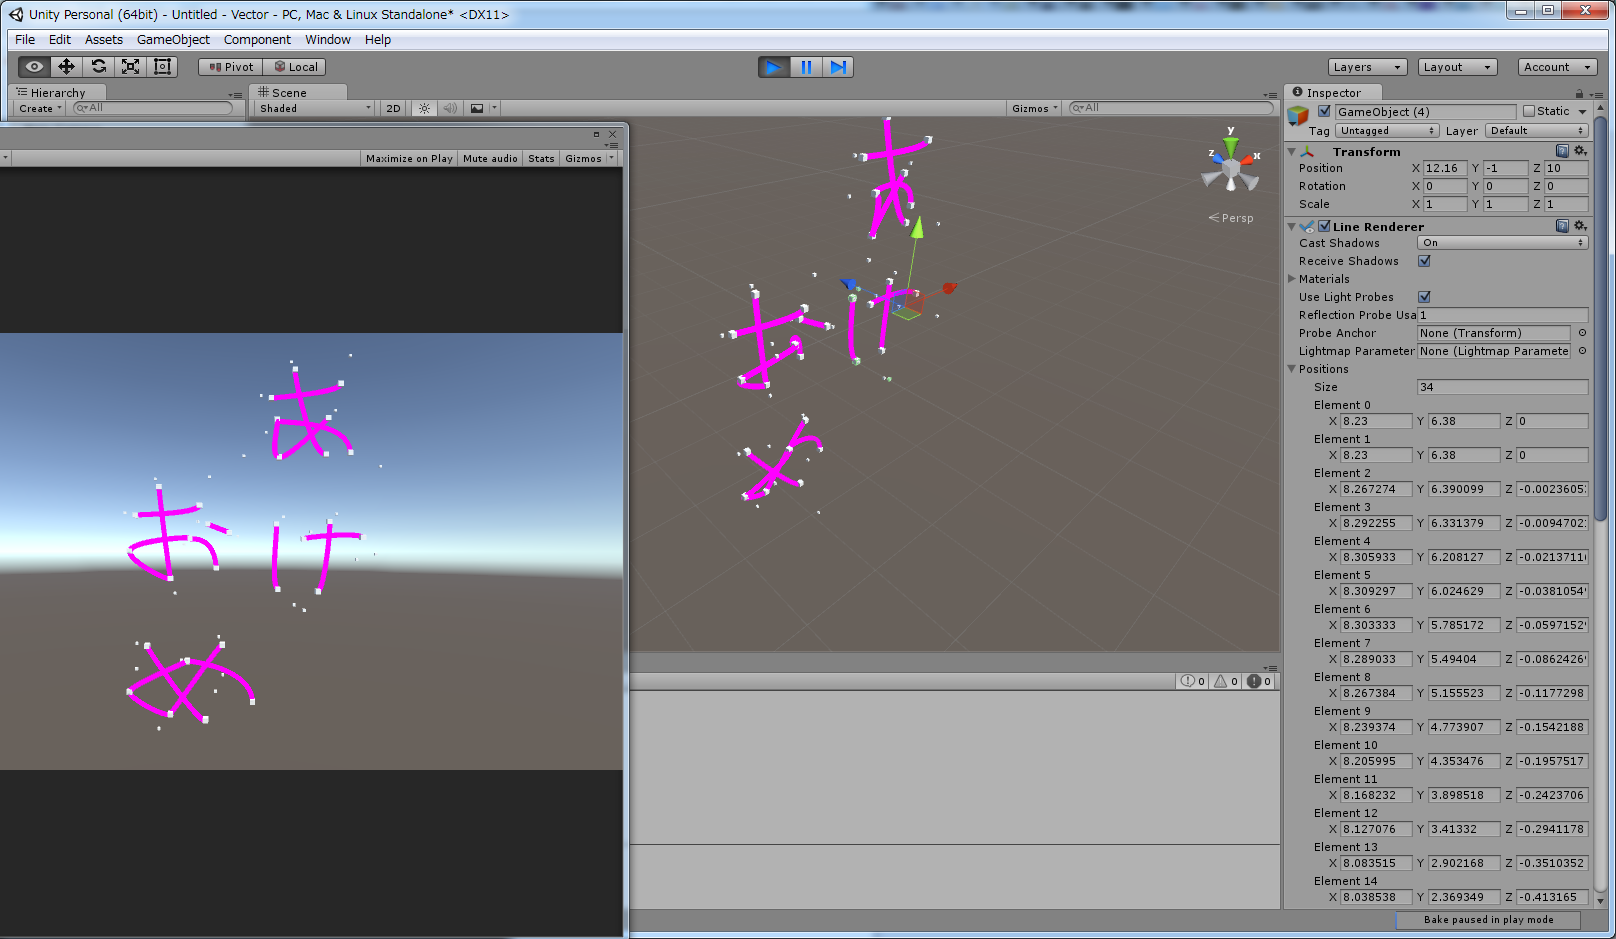 Unity Personal (64bit) - Untitled - Vector - PC, Mac & Linux Standalone* <DX11>
File Edit Assets GameObject Component Window Help
Pivot Local
Layers Layout Account
Hierarchy
Create All
Scene
Shaded 2D Gizmos All
Maximize on Play Mute audio Stats Gizmos
あ
おけ
め
y
z x
Persp
あ
おけ
め
0 0 0
Inspector
GameObject (4) Static
Tag Untagged Layer Default
Transform
Position X 12.16 Y -1 Z 10
Rotation X 0 Y 0 Z 0
Scale X 1 Y 1 Z 1
Line Renderer
Cast Shadows On
Receive Shadows
Materials
Use Light Probes
Reflection Probe Usa 1
Probe Anchor None (Transform)
Lightmap Parameter None (Lightmap Paramete
Positions
Size 34
Element 0
X 8.23 Y 6.38 Z 0
Element 1
X 8.23 Y 6.38 Z 0
Element 2
X 8.267274 Y 6.390099 Z -0.0023605
Element 3
X 8.292255 Y 6.331379 Z -0.0094702
Element 4
X 8.305933 Y 6.208127 Z -0.0213711
Element 5
X 8.309297 Y 6.024629 Z -0.0381054
Element 6
X 8.303333 Y 5.785172 Z -0.0597152
Element 7
X 8.289033 Y 5.49404 Z -0.0862426
Element 8
X 8.267384 Y 5.155523 Z -0.1177298
Element 9
X 8.239374 Y 4.773907 Z -0.1542188
Element 10
X 8.205995 Y 4.353476 Z -0.1957517
Element 11
X 8.168232 Y 3.898518 Z -0.2423706
Element 12
X 8.127076 Y 3.41332 Z -0.2941178
Element 13
X 8.083515 Y 2.902168 Z -0.3510352
Element 14
X 8.038538 Y 2.369349 Z -0.413165
Bake paused in play mode